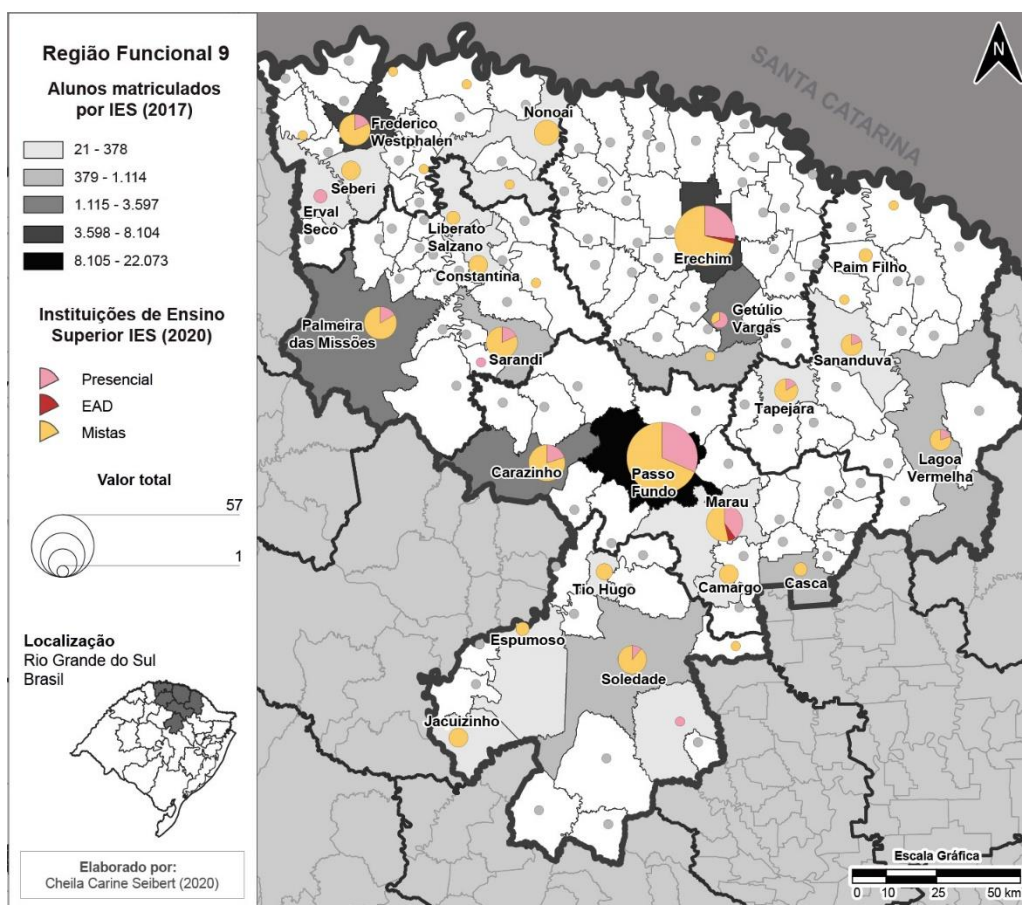 Região Funcional 9
Alunos matriculados
por IES (2017)
21 - 378
379 - 1.114
1.115 - 3.597
3.598 - 8.104
8.105 - 22.073
Instituições de Ensino
Superior IES (2020)
Presencial
EAD
Mistas
Valor total
57
1
Localização
Rio Grande do Sul
Brasil
Elaborado por:
Cheila Carine Seibert (2020)
N
SANTA CATARINA
Nonoai
Frederico
Westphalen
Seberi
Erval
Seco
Liberato
Salzano
Constantina
Erechim
Paim Filho
Getúlio
Vargas
Palmeira
das Missões
Sarandi
Sananduva
Tapejara
Lagoa
Vermelha
Carazinho
Passo
Fundo
Marau
Tio Hugo
Camargo
Casca
Espumoso
Soledade
Jacuizinho
Escala Gráfica
0 10 25 50 km